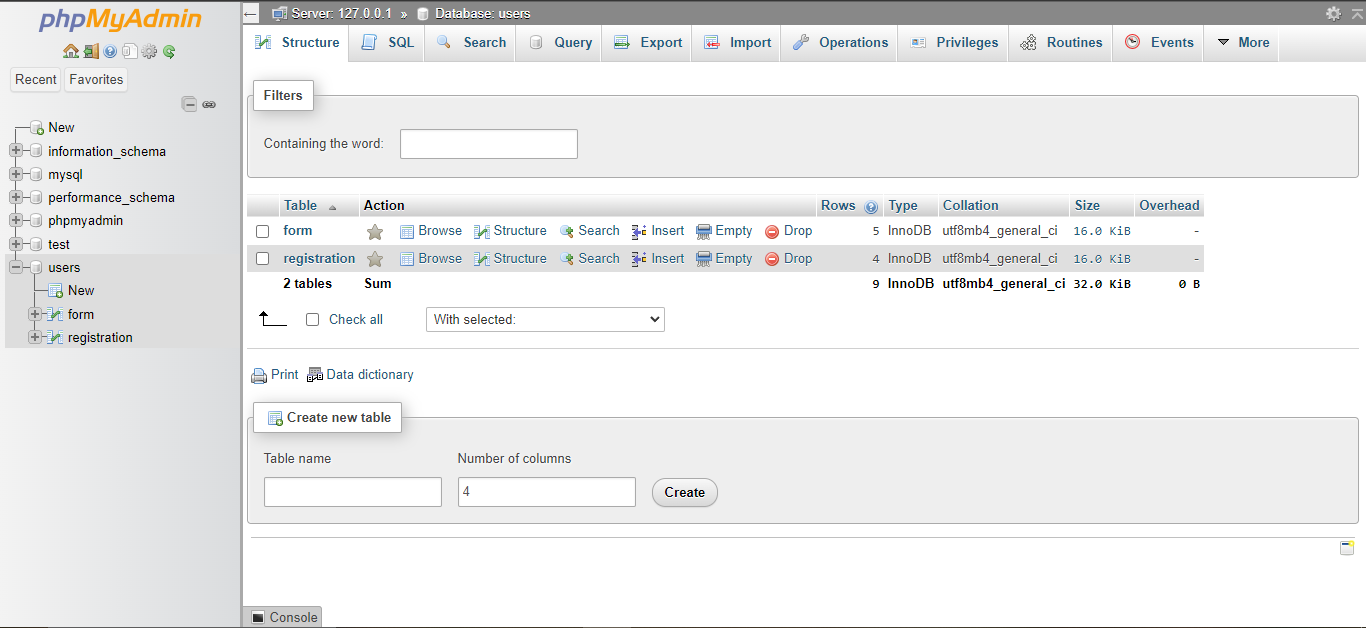 phpMyAdmin
Recent Favorites
New
information_schema
mysql
performance_schema
phpmyadmin
test
users
New
form
registration
Server: 127.0.0.1 » Database: users
Structure SQL Search Query Export Import Operations Privileges Routines Events More
Filters
Containing the word:
Table Action Rows Type Collation Size Overhead
form Browse Structure Search Insert Empty Drop 5 InnoDB utf8mb4_general_ci 16.0 KiB -
registration Browse Structure Search Insert Empty Drop 4 InnoDB utf8mb4_general_ci 16.0 KiB -
2 tables Sum 9 InnoDB utf8mb4_general_ci 32.0 KiB 0 B
Check all With selected:
Print Data dictionary
Create new table
Table name Number of columns
4 Create
Console